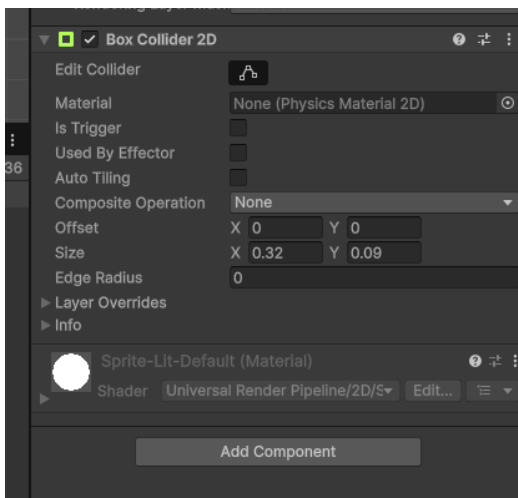 Box Collider 2D
Edit Collider
Material None (Physics Material 2D)
Is Trigger
36
Used By Effector
Auto Tiling
Composite Operation None
Offset X 0 Y 0
Size X 0.32 Y 0.09
Edge Radius 0
Layer Overrides
Info
Sprite-Lit-Default (Material)
Shader Universal Render Pipeline/2D/S Edit...
Add Component